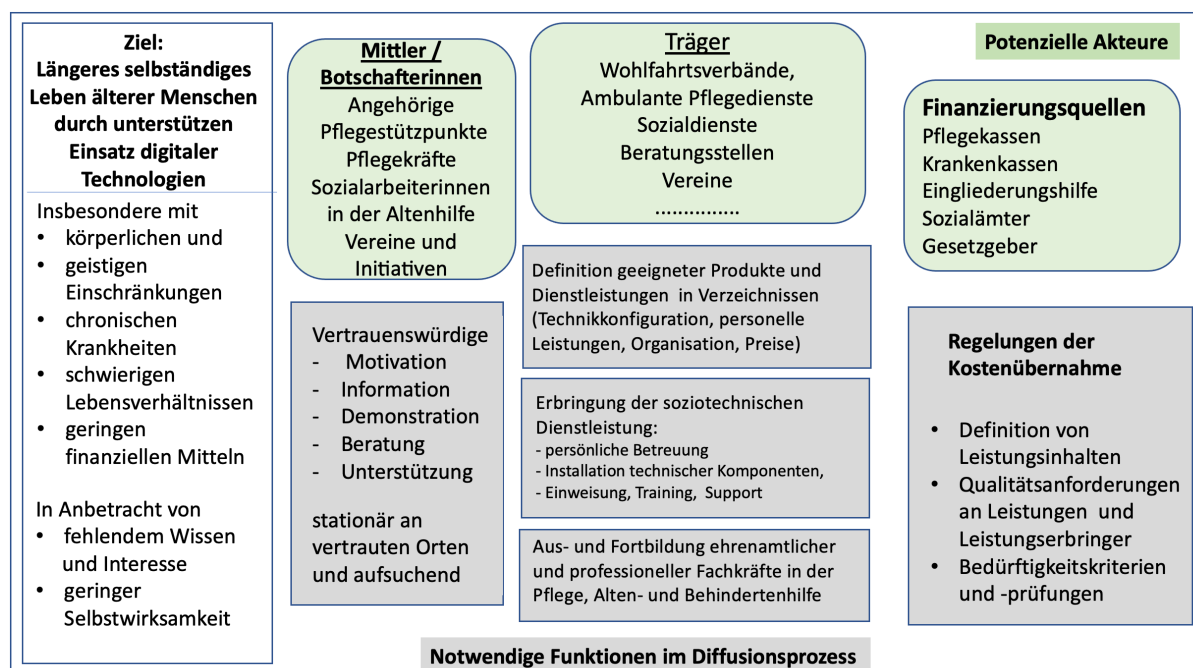 Ziel:
Längeres selbständiges
Leben älterer Menschen
durch unterstützen
Einsatz digitaler
Technologien
Insbesondere mit
• körperlichen und
• geistigen
Einschränkungen
• chronischen
Krankheiten
• schwierigen
Lebensverhältnissen
• geringen
finanziellen Mitteln
In Anbetracht von
• fehlendem Wissen
und Interesse
• geringer
Selbstwirksamkeit
Mittler /
Botschafterinnen
Angehörige
Pflegestützpunkte
Pflegekräfte
Sozialarbeiterinnen
in der Altenhilfe
Vereine und
Initiativen
Vertrauenswürdige
- Motivation
- Information
- Demonstration
- Beratung
- Unterstützung
stationär an
vertrauten Orten
und aufsuchend
Träger
Wohlfahrtsverbände,
Ambulante Pflegedienste
Sozialdienste
Beratungsstellen
Vereine
...............
Definition geeigneter Produkte und
Dienstleistungen in Verzeichnissen
(Technikkonfiguration, personelle
Leistungen, Organisation, Preise)
Erbringung der soziotechnischen
Dienstleistung:
- persönliche Betreuung
- Installation technischer Komponenten,
- Einweisung, Training, Support
Aus- und Fortbildung ehrenamtlicher
und professioneller Fachkräfte in der
Pflege, Alten- und Behindertenhilfe
Potenzielle Akteure
Finanzierungsquellen
Pflegekassen
Krankenkassen
Eingliederungshilfe
Sozialämter
Gesetzgeber
Regelungen der
Kostenübernahme
• Definition von
Leistungsinhalten
• Qualitätsanforderungen
an Leistungen und
Leistungserbringer
• Bedürftigkeitskriterien
und -prüfungen
Notwendige Funktionen im Diffusionsprozess